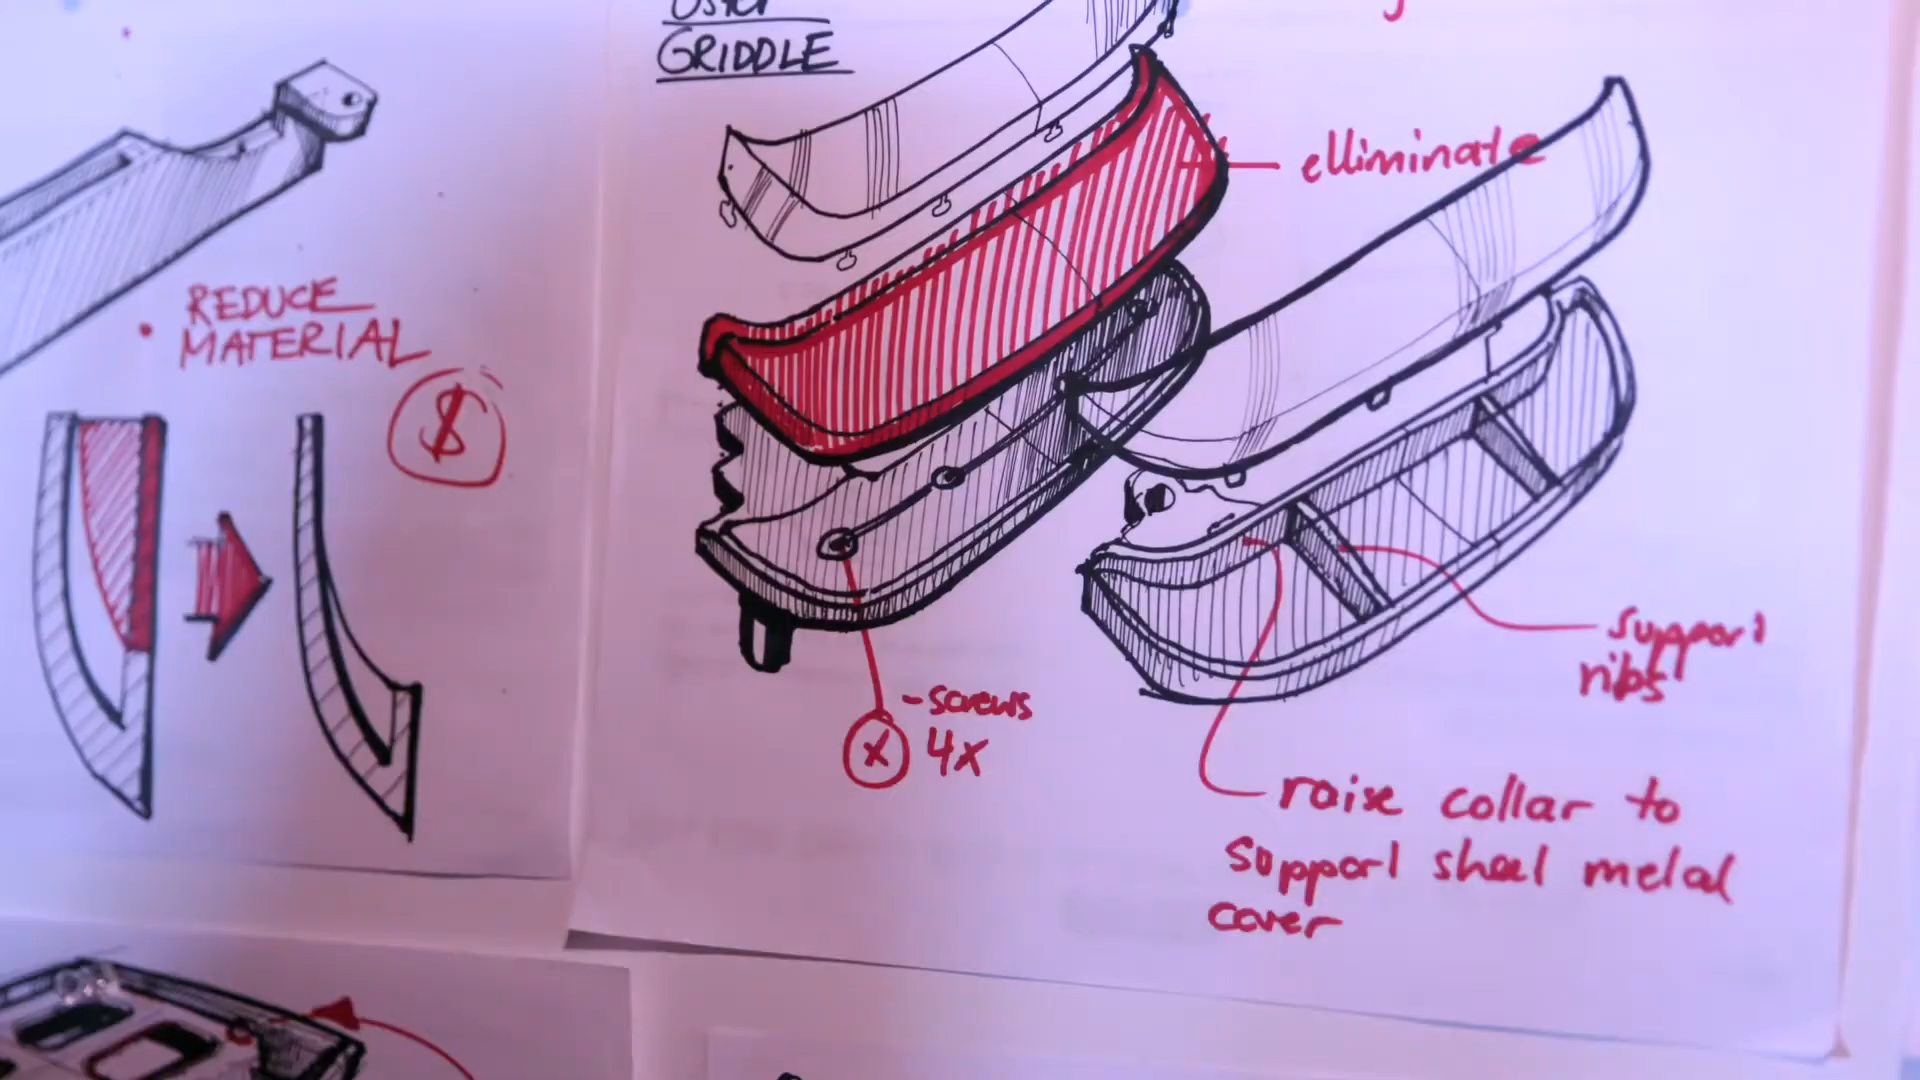 GRIDDLE
elliminate
• REDUCE
MATERIAL
$
support
ribs
- screws
x 4x
raise collar to
support sheel metal
cover